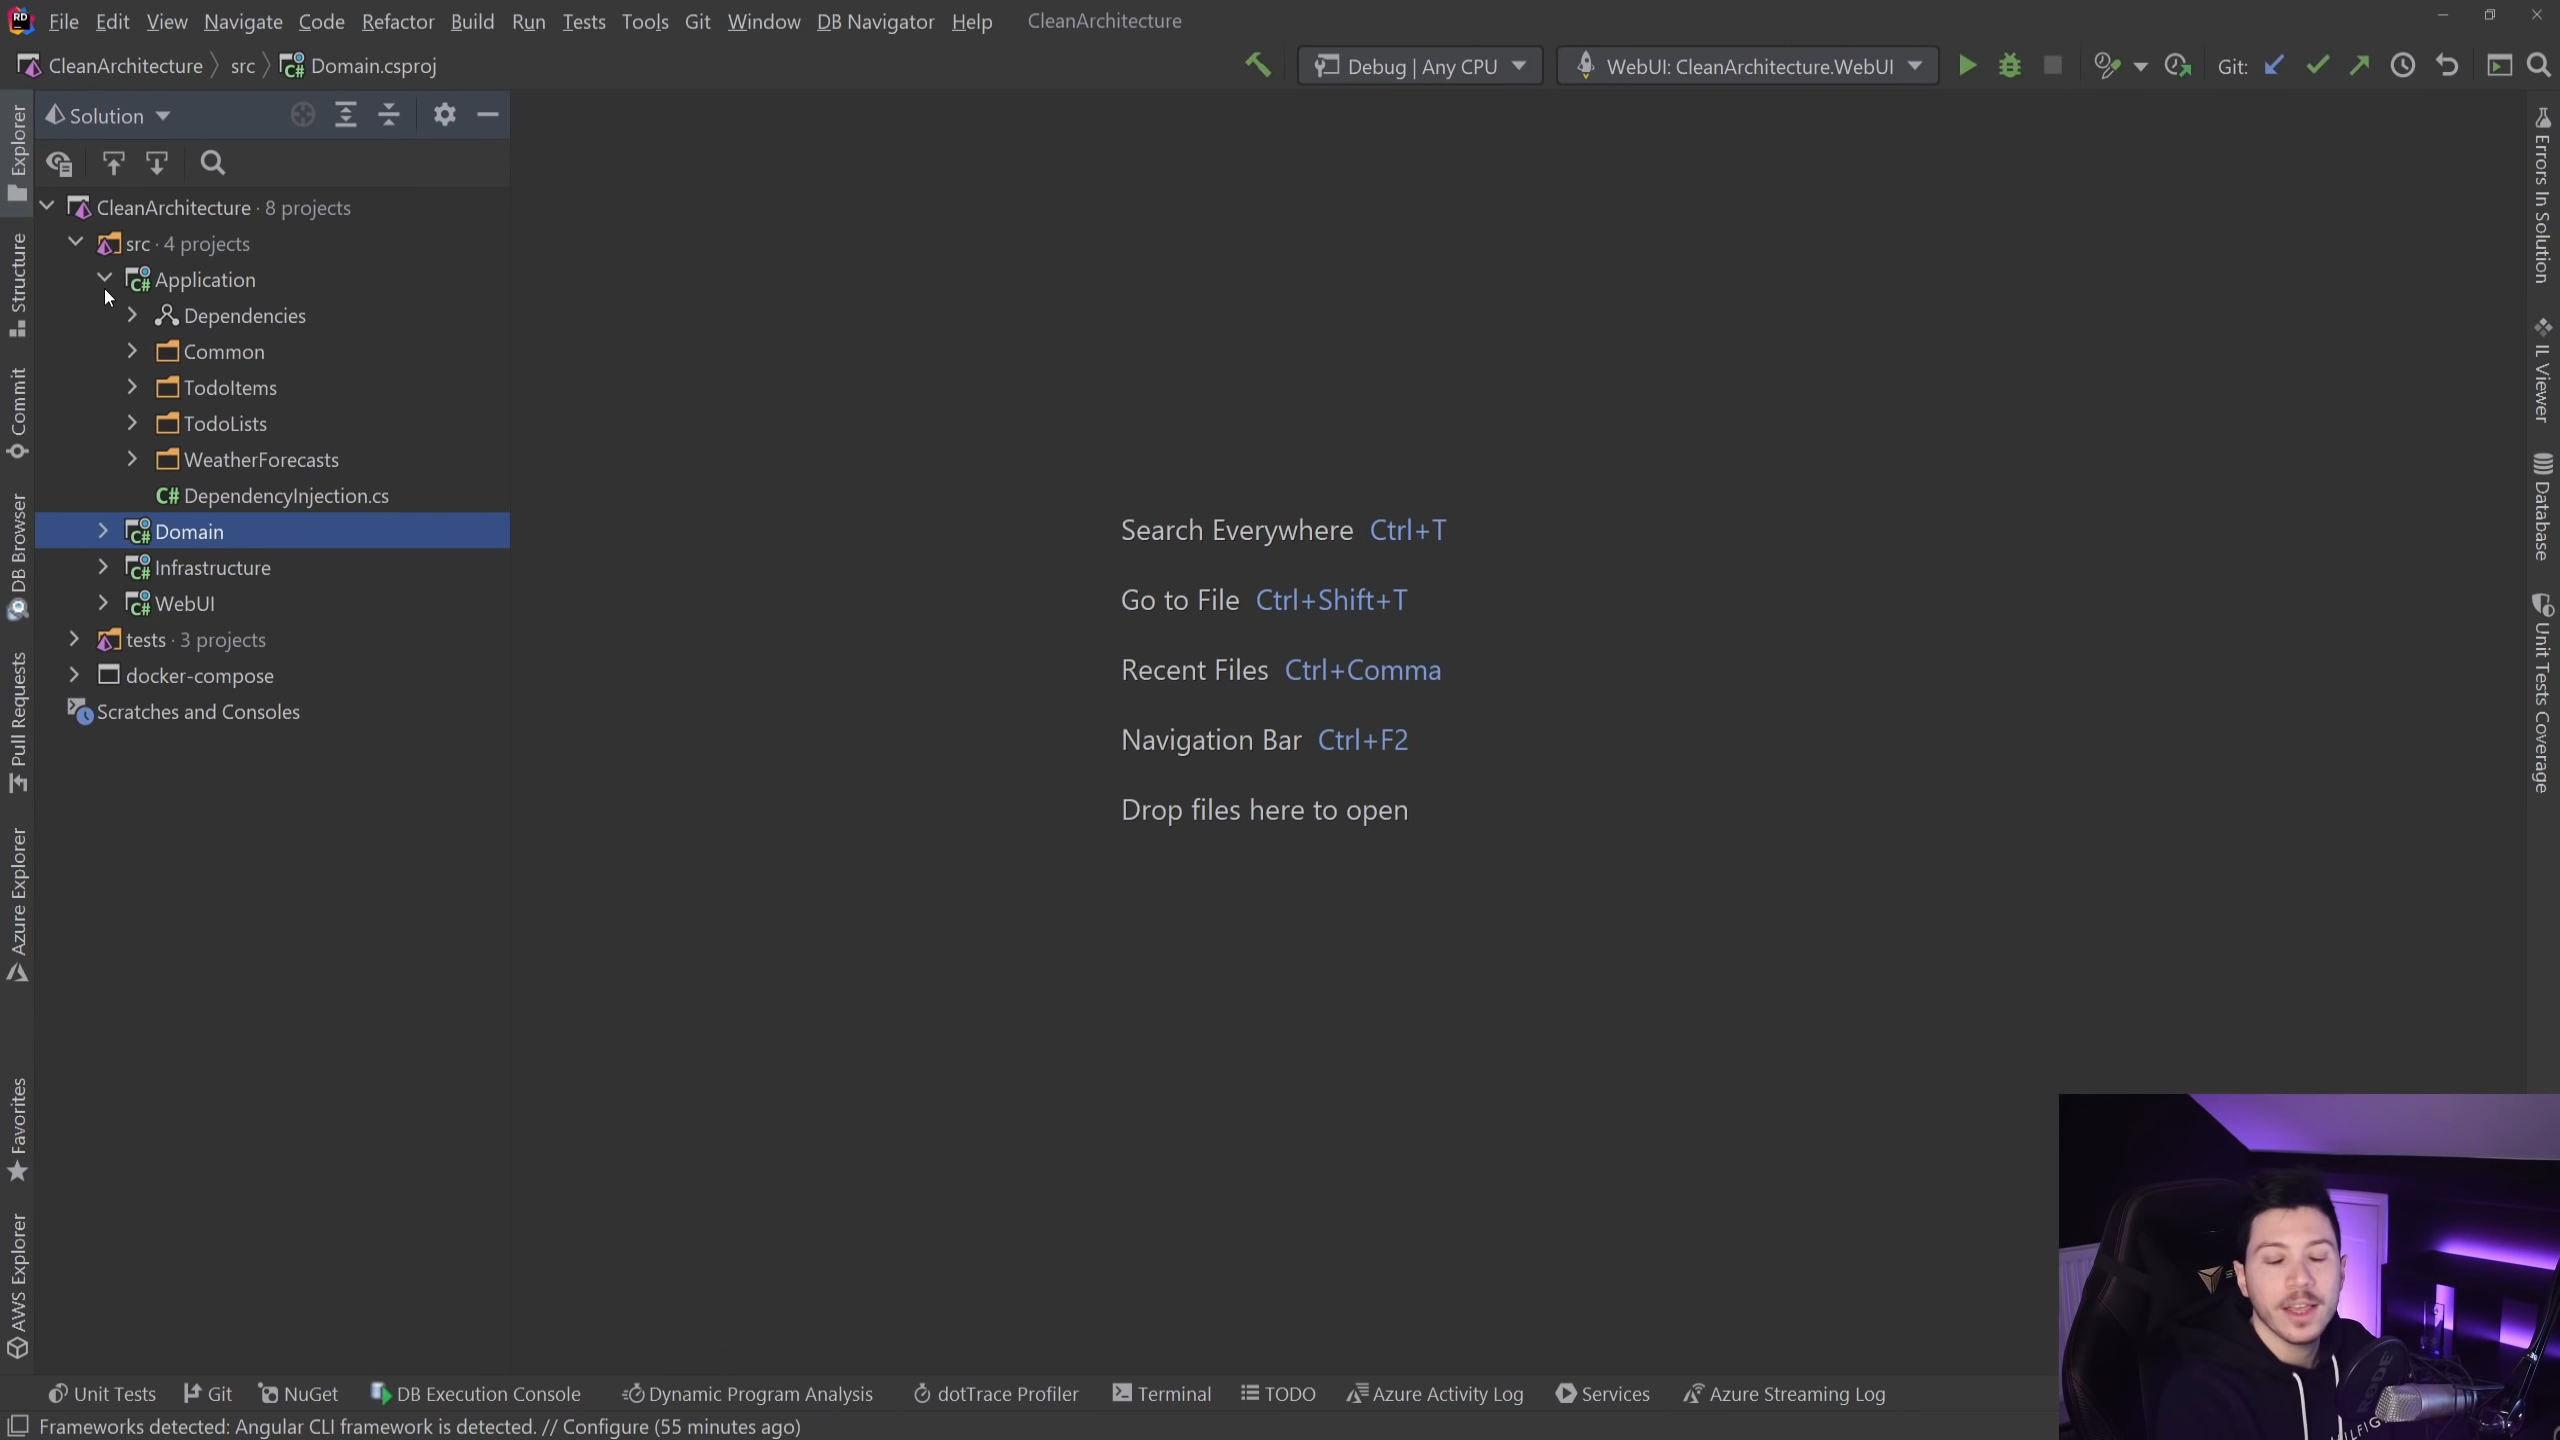 File Edit View Navigate Code Refactor Build Run Tests Tools Git Window DB Navigator Help CleanArchitecture
CleanArchitecture src Domain.csproj Debug | Any CPU WebUI: CleanArchitecture.WebUI Git:
Solution
CleanArchitecture · 8 projects
src · 4 projects
Application
Dependencies
Common
TodoItems
TodoLists
WeatherForecasts
C# DependencyInjection.cs
Domain
Infrastructure
WebUI
tests · 3 projects
docker-compose
Scratches and Consoles
Explorer
Structure
Commit
DB Browser
Pull Requests
Azure Explorer
Favorites
AWS Explorer
Search Everywhere Ctrl+T
Go to File Ctrl+Shift+T
Recent Files Ctrl+Comma
Navigation Bar Ctrl+F2
Drop files here to open
Errors In Solution
IL Viewer
Database
Unit Tests Coverage
RODE
Unit Tests Git NuGet DB Execution Console Dynamic Program Analysis dotTrace Profiler Terminal TODO Azure Activity Log Services Azure Streaming Log
Frameworks detected: Angular CLI framework is detected. // Configure (55 minutes ago)